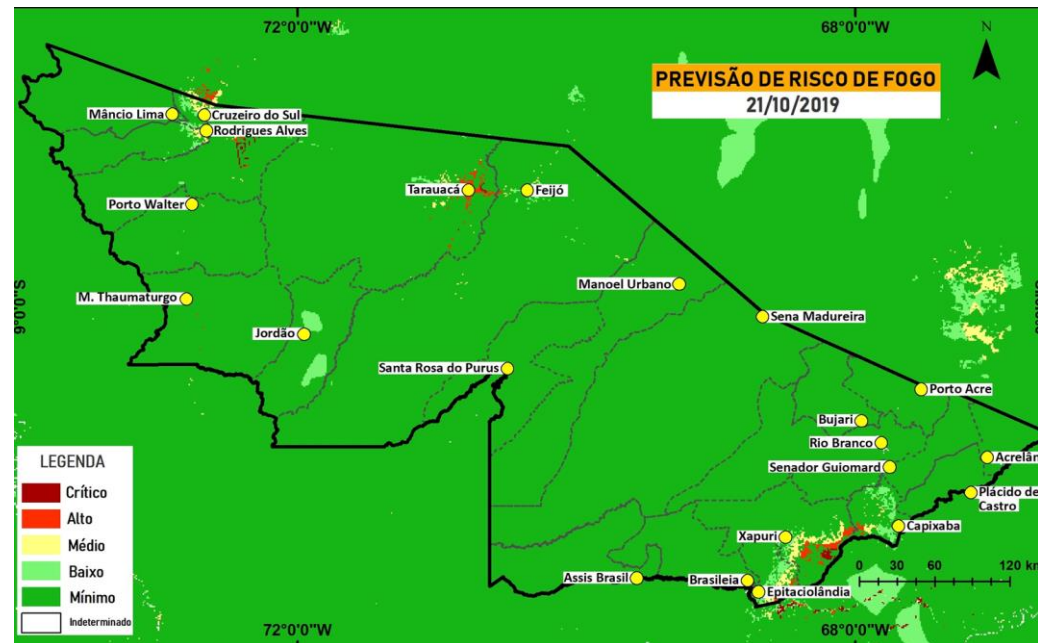 72°0'0"W
68°0'0"W
N
PREVISÃO DE RISCO DE FOGO
21/10/2019
Mâncio Lima
Cruzeiro do Sul
Rodrigues Alves
Tarauacá
Feijó
Porto Walter
Manoel Urbano
M. Thaumaturgo
9°0'0"S
Sena Madureira
Jordão
Santa Rosa do Purus
Porto Acre
Bujari
Rio Branco
Senador Guiomard
Acrelân
Plácido de
Castro
Capixaba
Xapuri
Assis Brasil
Brasileia
Epitaciolândia
0 30 60 120 km
LEGENDA
Crítico
Alto
Médio
Baixo
Mínimo
Indeterminado
72°0'0"W
68°0'0"W